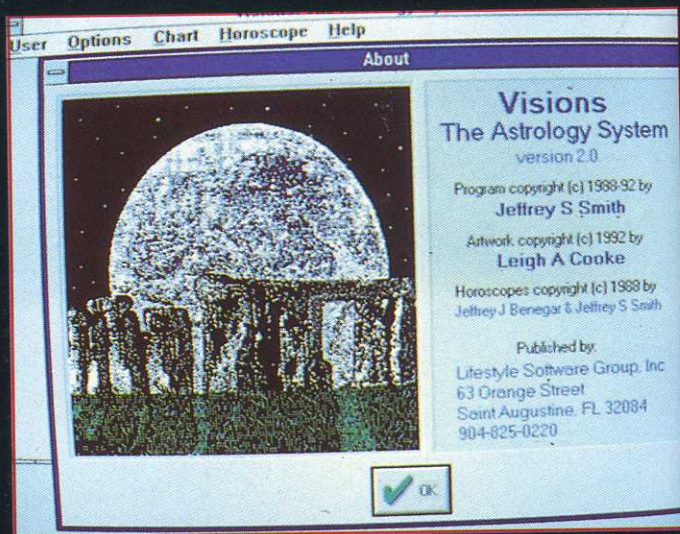 User Options Chart Horoscope Help
About
Visions
The Astrology System
version 2.0
Program copyright (c) 1988-92 by
Jeffrey S Smith
Artwork copyright (c) 1992 by
Leigh A Cooke
Horoscopes copyright (c) 1988 by
Jeffrey J Benegar & Jeffrey S Smith
Published by:
Lifestyle Software Group, Inc
63 Orange Street
Saint Augustine, FL 32084
904-825-0220
OK